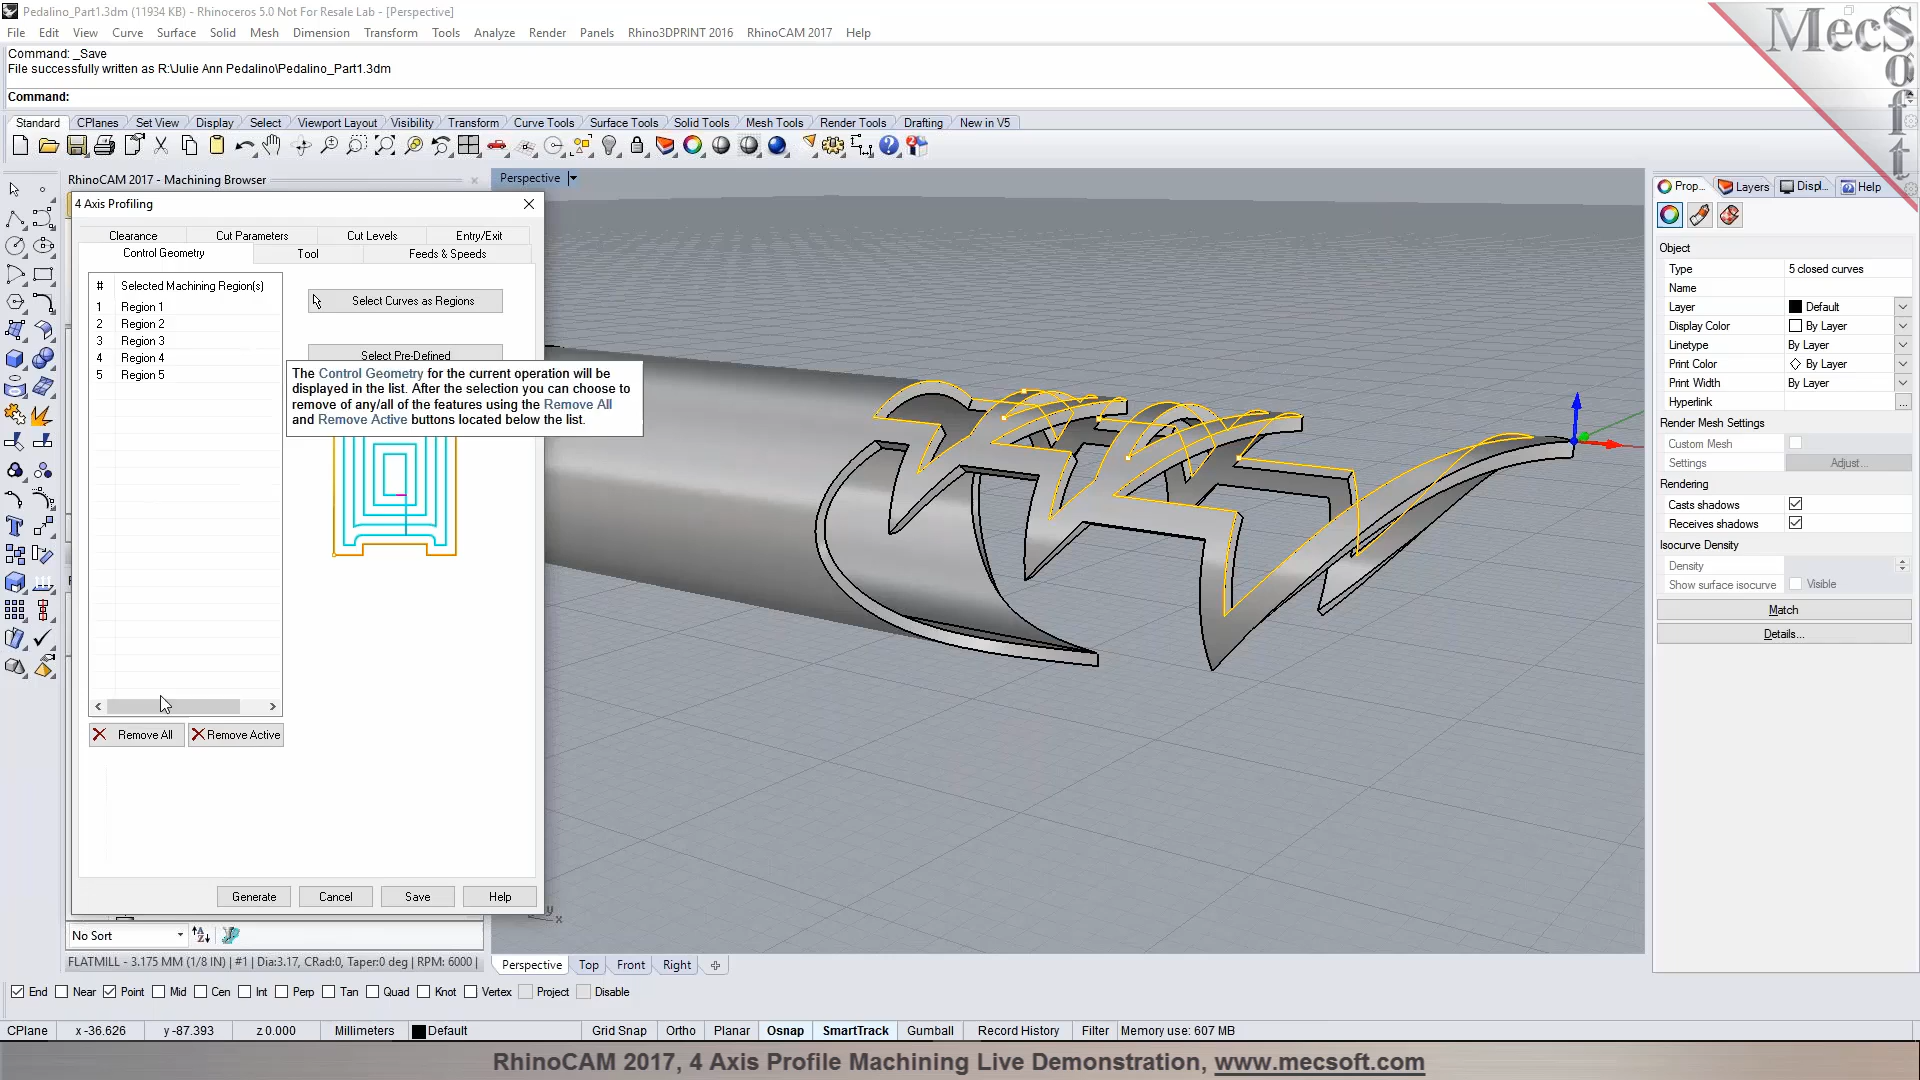 Pedalino_Part1.3dm (11934 KB) - Rhinoceros 5.0 Not For Resale Lab - [Perspective]
File Edit View Curve Surface Solid Mesh Dimension Transform Tools Analyze Render Panels Rhino3DPRINT 2016 RhinoCAM 2017 Help
Command: _Save
File successfully written as R:\Julie Ann Pedalino\Pedalino_Part1.3dm
Command:
MecSoft
Standard CPlanes Set View Display Select Viewport Layout Visibility Transform Curve Tools Surface Tools Solid Tools Mesh Tools Render Tools Drafting New in V5
RhinoCAM 2017 - Machining Browser
4 Axis Profiling
Clearance Cut Parameters Cut Levels Entry/Exit
Control Geometry Tool Feeds & Speeds
# Selected Machining Region(s)
1 Region 1
2 Region 2
3 Region 3
4 Region 4
5 Region 5
Select Curves as Regions
Select Pre-Defined
The Control Geometry for the current operation will be
displayed in the list. After the selection you can choose to
remove of any/all of the features using the Remove All
and Remove Active buttons located below the list.
Remove All Remove Active
Generate Cancel Save Help
No Sort
FLATMILL - 3.175 MM (1/8 IN) | #1 | Dia:3.17, CRad:0, Taper:0 deg | RPM: 6000 |
Perspective
y
x
Perspective Top Front Right
Prop... Layers Displ... Help
Object
Type 5 closed curves
Name
Layer Default
Display Color By Layer
Linetype By Layer
Print Color By Layer
Print Width By Layer
Hyperlink ...
Render Mesh Settings
Custom Mesh
Settings Adjust...
Rendering
Casts shadows
Receives shadows
Isocurve Density
Density
Show surface isocurve Visible
Match
Details...
End Near Point Mid Cen Int Perp Tan Quad Knot Vertex Project Disable
CPlane x -36.626 y -87.393 z 0.000 Millimeters Default Grid Snap Ortho Planar Osnap SmartTrack Gumball Record History Filter Memory use: 607 MB
RhinoCAM 2017, 4 Axis Profile Machining Live Demonstration, www.mecsoft.com